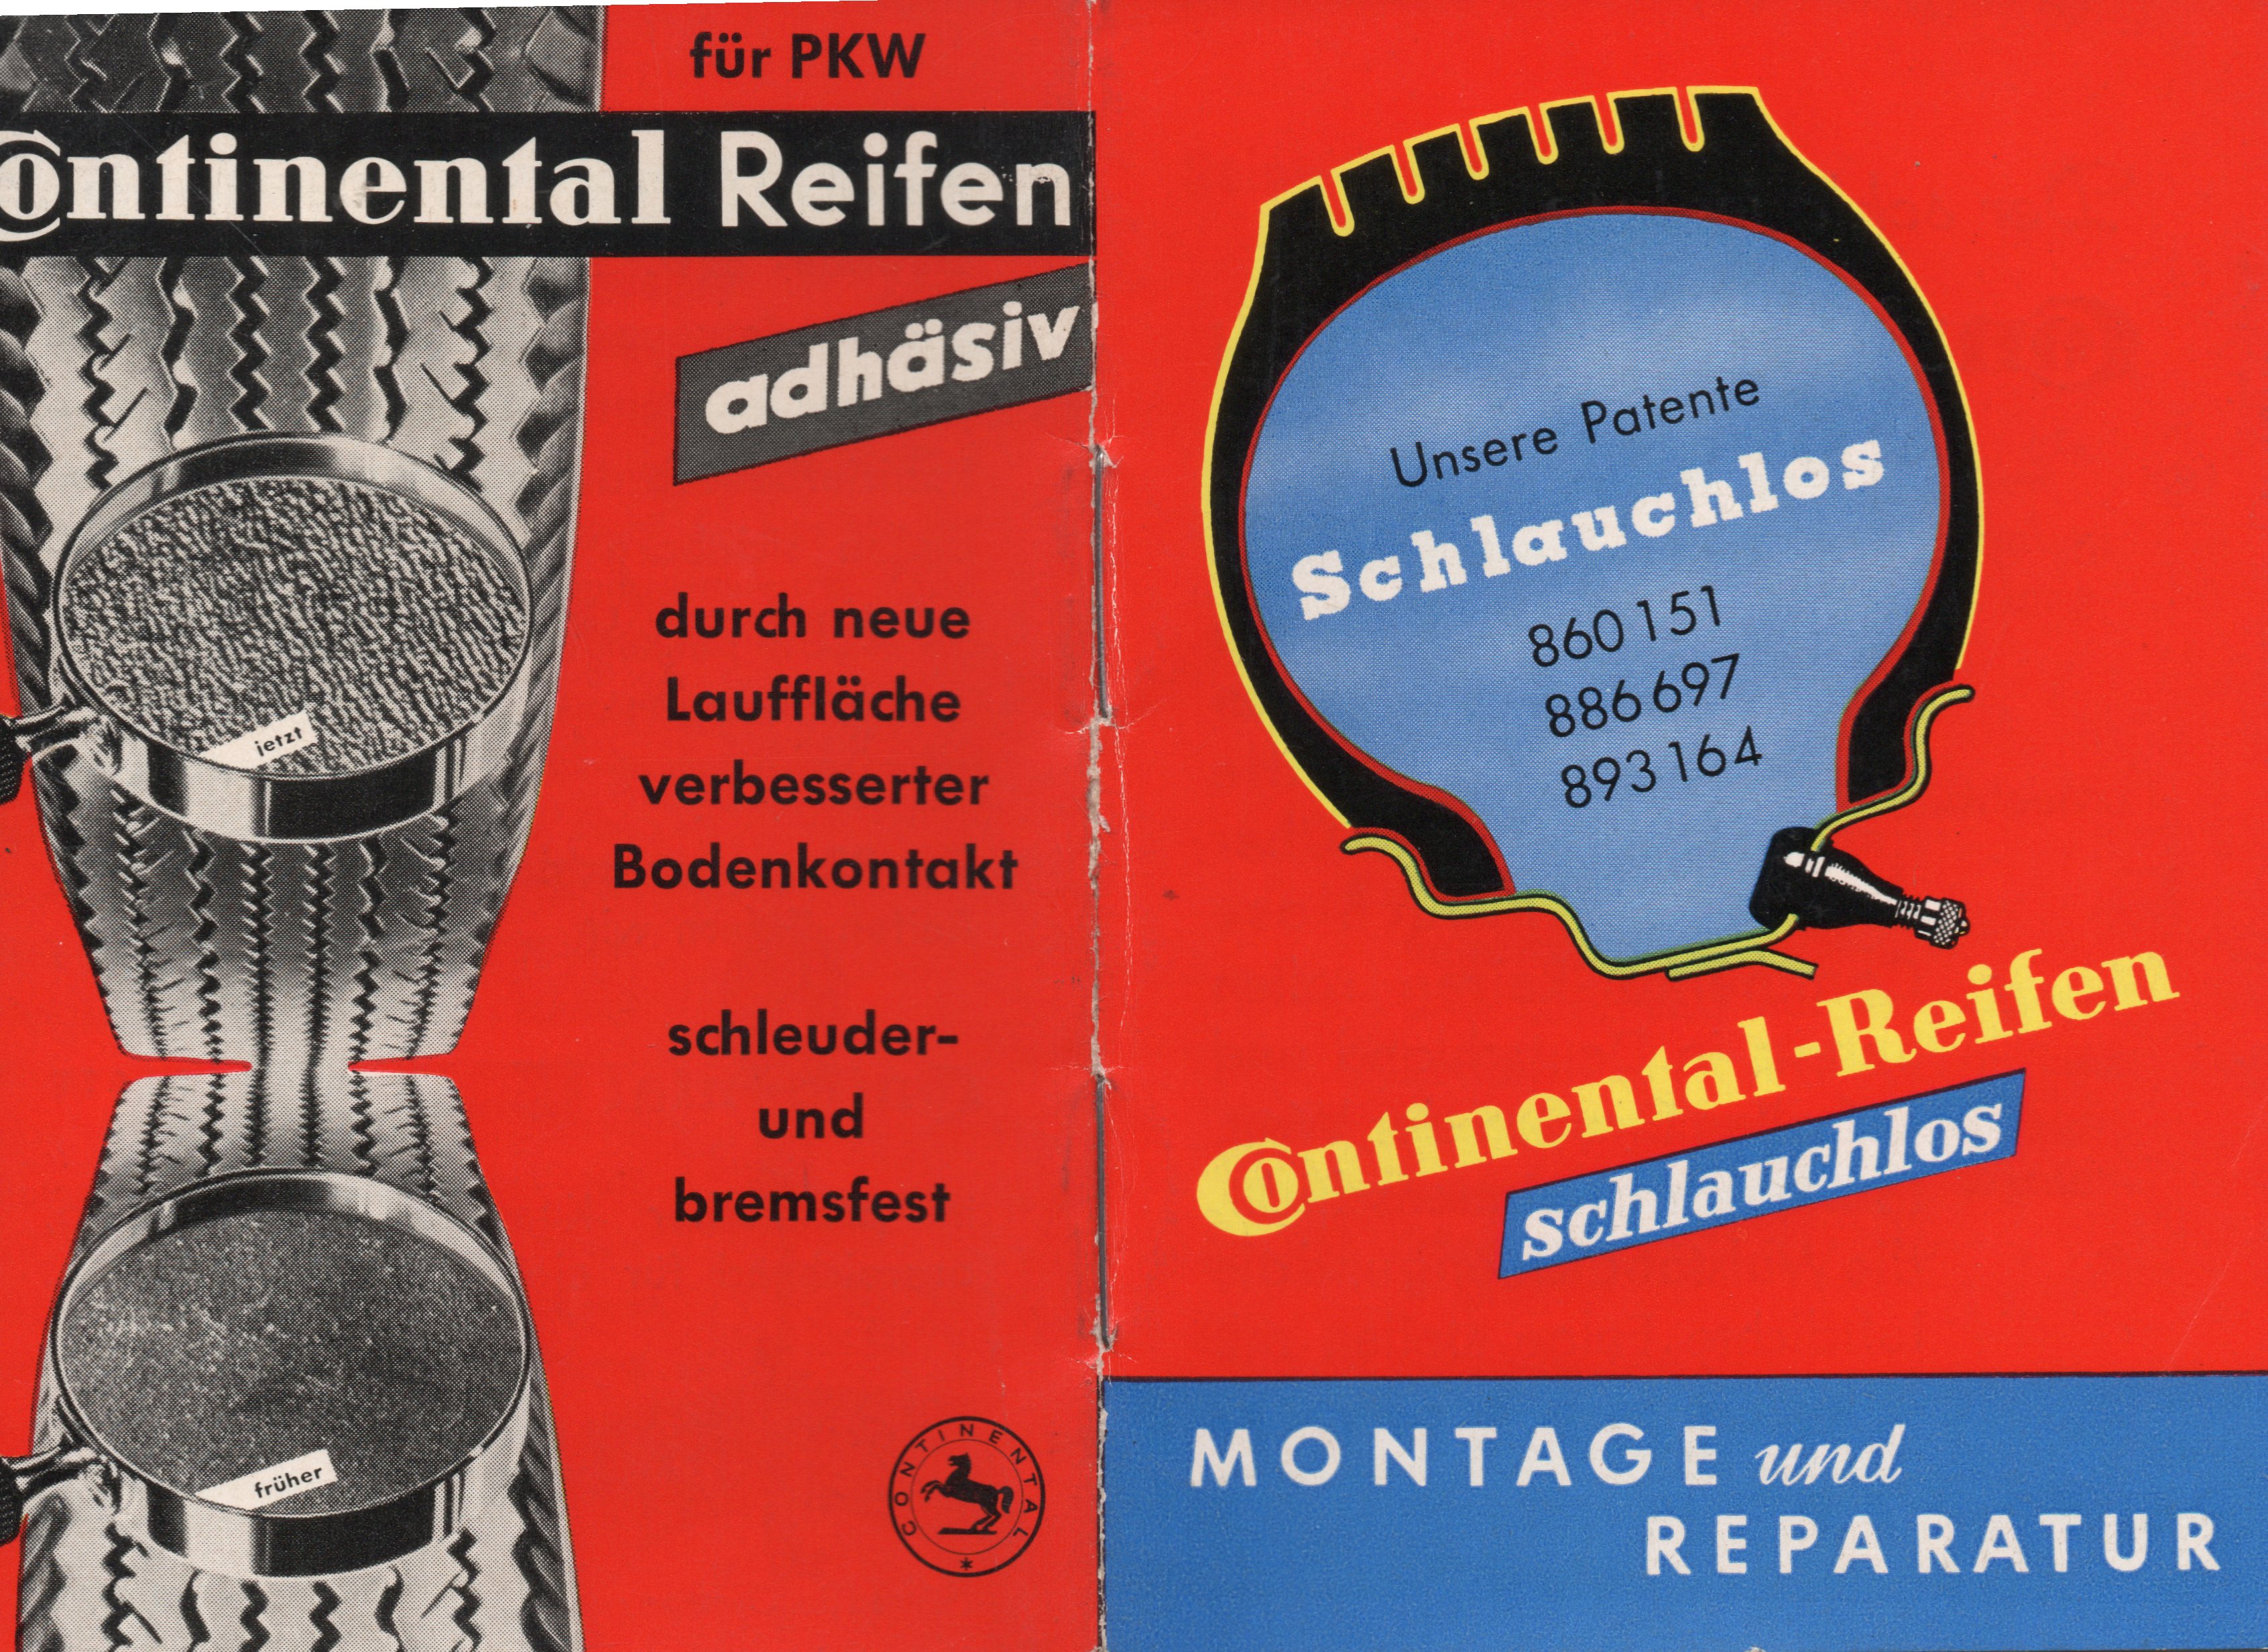 für PKW
Continental Reifen
adhäsiv
durch neue
Lauffläche
verbesserter
Bodenkontakt
schleuder-
und
bremsfest
jetzt
früher
CONTINENTAL
Unsere Patente
Schlauchlos
860 151
886 697
893 164
Continental-Reifen
schlauchlos
MONTAGE und
REPARATUR